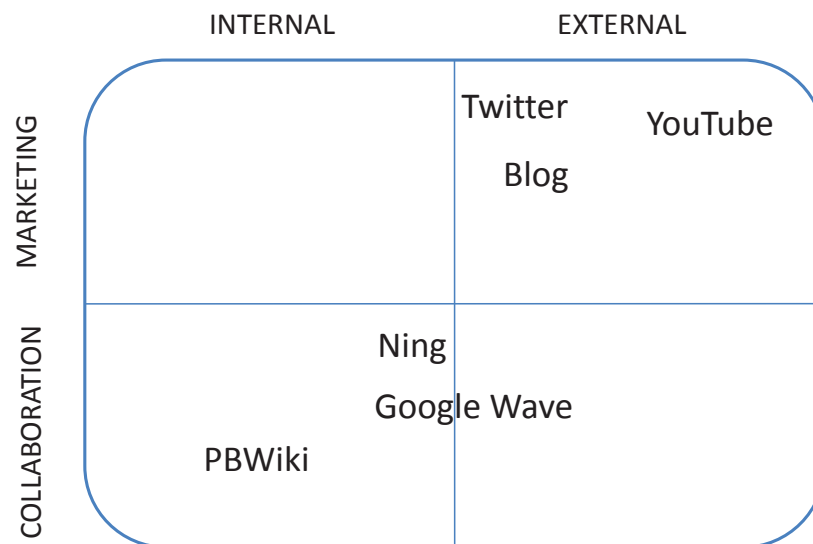 INTERNAL EXTERNAL
MARKETING
Twitter YouTube
Blog
COLLABORATION
Ning
Google Wave
PBWiki